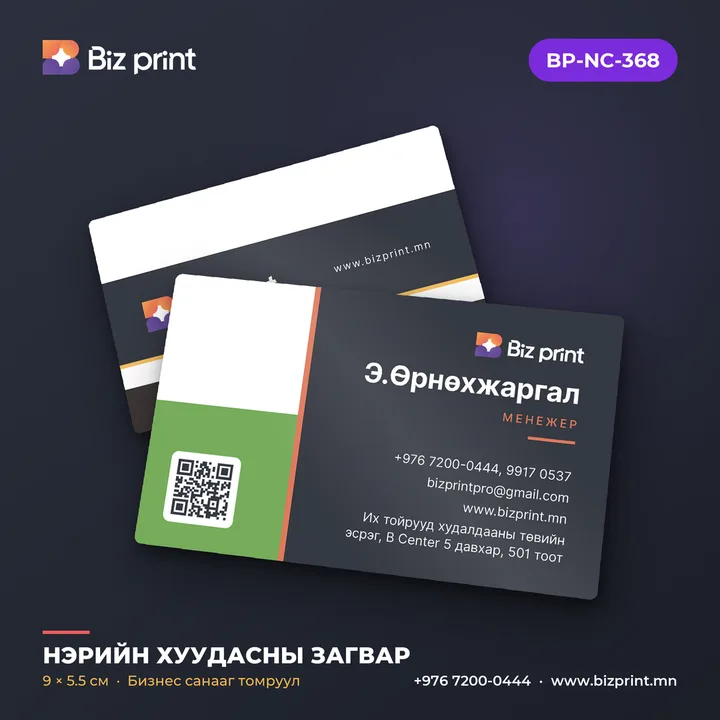 Biz print
BP-NC-368
www.bizprint.mn
Biz print
Э.Өрнөхжаргал
МЕНЕЖЕР
+976 7200-0444, 9917 0537
bizprintpro@gmail.com
www.bizprint.mn
Их тойрууд худалдааны төвийн
эсрэг, B Center 5 давхар, 501 тоот
НЭРИЙН ХУУДАСНЫ ЗАГВАР
9 × 5.5 см · Бизнес санааг томруул
+976 7200-0444 · www.bizprint.mn